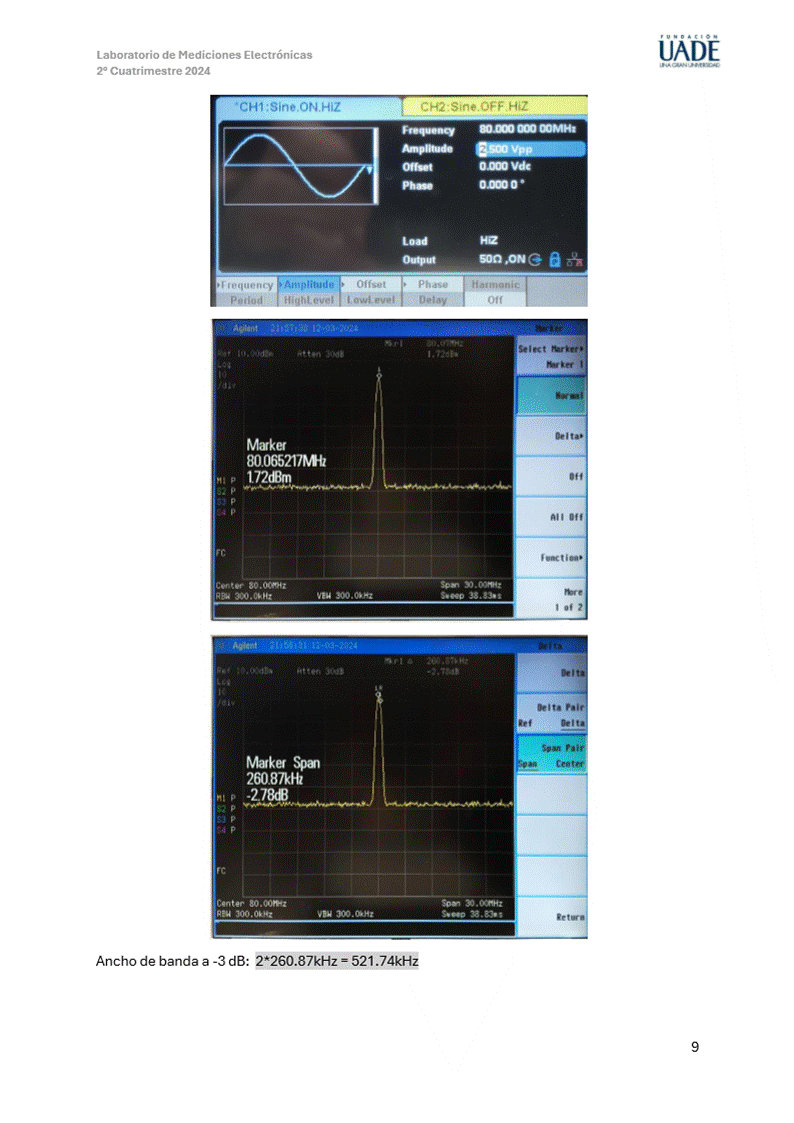 Laboratorio de Mediciones Electrónicas
2º Cuatrimestre 2024
FUNDACIÓN
UADE
UNA GRAN UNIVERSIDAD
*CH1:Sine.ON.HiZ
CH2:Sine.OFF.HiZ
Frequency 80.000 000 00MHz
Amplitude 2.500 Vpp
Offset 0.000 Vdc
Phase 0.000 0 °
Load HiZ
Output 50Ω ,ON
Frequency Amplitude Offset Phase Harmonic
Period HighLevel LowLevel Delay Off
Agilent 21:57:38 12-03-2024 Marker
Mkr1 80.07MHz
Ref 10.00dBm Atten 30dB 1.72dBm
Log
10
/div
1
Select Marker
Marker 1
Normal
Delta
Off
All Off
Function
More
1 of 2
Marker
80.065217MHz
1.72dBm
M1 P
S2 P
S3 P
S4 P
FC
Center 80.00MHz Span 30.00MHz
RBW 300.0kHz VBW 300.0kHz Sweep 38.83ms
Agilent 21:58:31 12-03-2024 Delta
Mkr1 Δ 260.87kHz
Ref 10.00dBm Atten 30dB -2.78dB
Log
10
/div
1R
Delta
Delta Pair
Ref Delta
Span Pair
Span Center
Return
Marker Span
260.87kHz
-2.78dB
M1 P
S2 P
S3 P
S4 P
FC
Center 80.00MHz Span 30.00MHz
RBW 300.0kHz VBW 300.0kHz Sweep 38.83ms
Ancho de banda a -3 dB: 2*260.87kHz = 521.74kHz
9